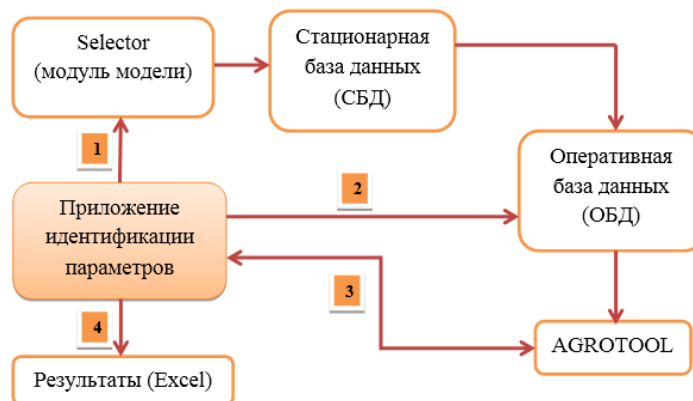 Selector
(модуль модели)
Стационарная
база данных
(СБД)
1
Оперативная
база данных
(ОБД)
2
Приложение
идентификации
параметров
3
4
AGROTOOL
Результаты (Excel)